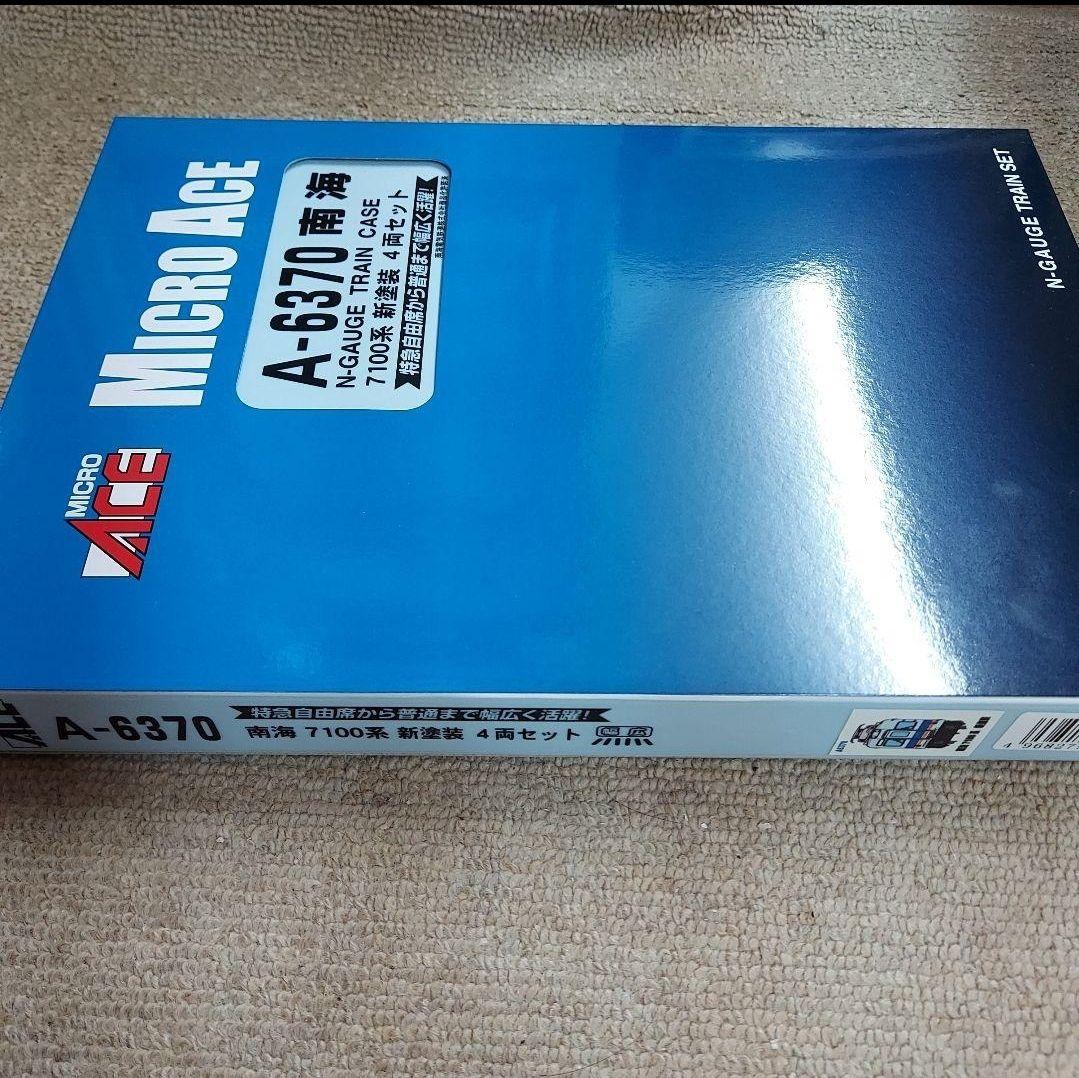 MICRO ACE
A-6370 南海
N-GAUGE TRAIN CASE
7100系 新塗装 4両セット
特急自由席から普通まで幅広く活躍!
MICRO
ACE
N-GAUGE TRAIN SET
A-6370
特急自由席から普通まで幅広く活躍!
南海 7100系 新塗装 4両セット